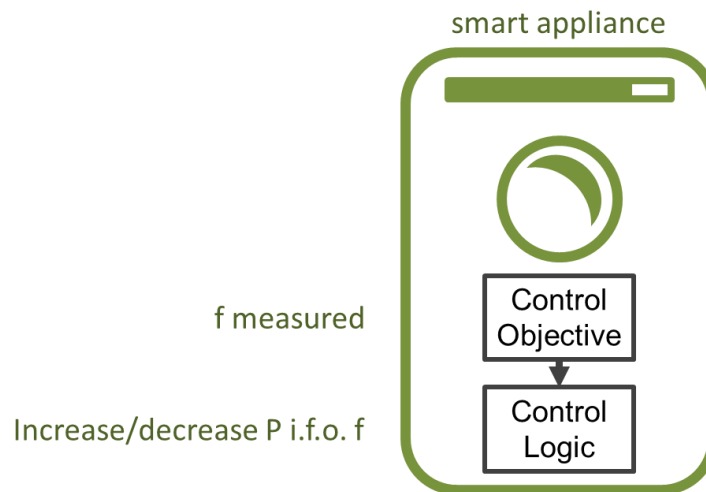 smart appliance
f measured
Control
Objective
Increase/decrease P i.f.o. f
Control
Logic